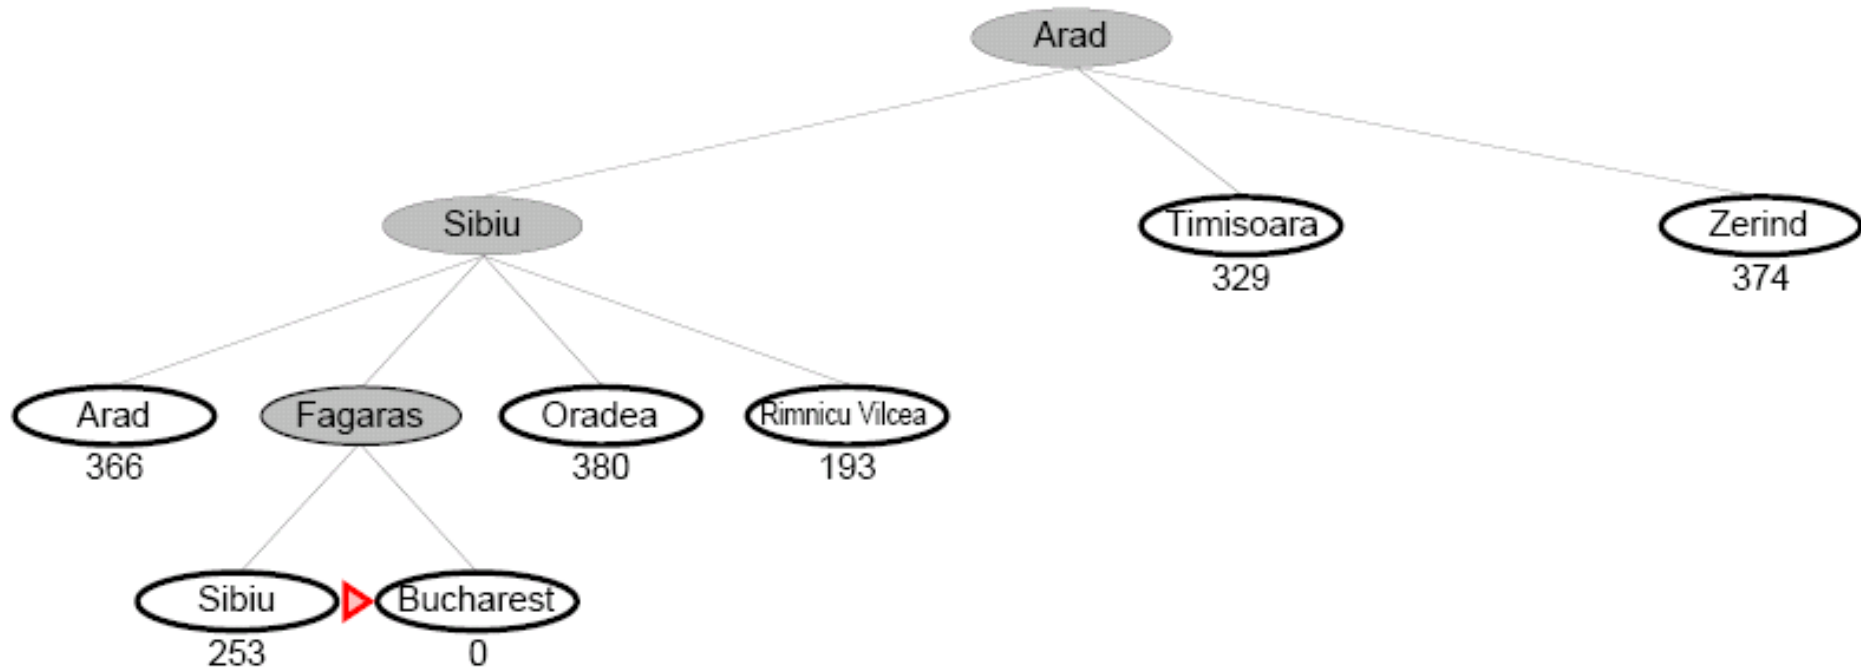 Arad
Sibiu
Timisoara
Zerind
329
374
Arad
Fagaras
Oradea
Rimnicu Vilcea
366
380
193
Sibiu
Bucharest
253
0